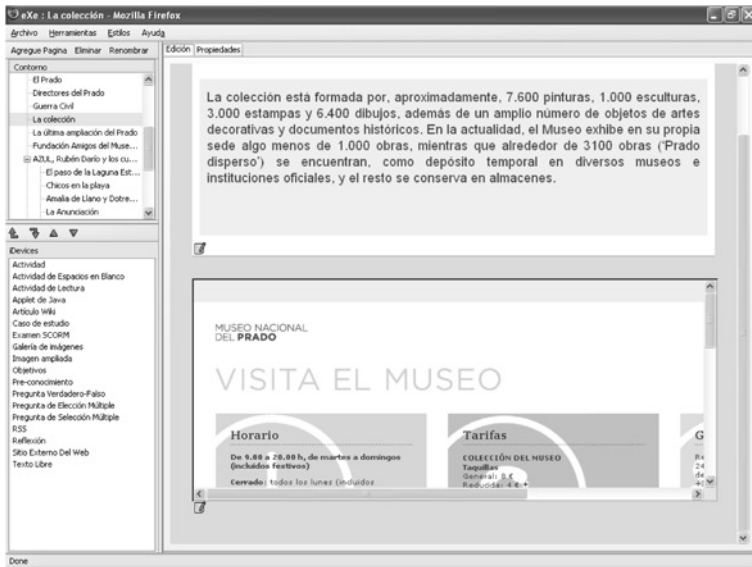 eXe : La colección - Mozilla Firefox
Archivo Herramientas Estilos Ayuda
Agregue Pagina Eliminar Renombrar
Edición Propiedades
Contorno
El Prado
Directores del Prado
Guerra Civil
La colección
La última ampliación del Prado
Fundación Amigos del Muse...
AZUL, Rubén Darío y los cu...
El paso de la Laguna Est...
Chicos en la playa
Amalia de Llano y Dotre...
La Anunciación
iDevices
Actividad
Actividad de Espacios en Blanco
Actividad de Lectura
Applet de Java
Artículo Wiki
Caso de estudio
Examen SCORM
Galería de imágenes
Imagen ampliada
Objetivos
Pre-conocimiento
Pregunta Verdadero-Falso
Pregunta de Elección Múltiple
Pregunta de Selección Múltiple
RSS
Reflexión
Sitio Externo Del Web
Texto Libre
La colección está formada por, aproximadamente, 7.600 pinturas, 1.000 esculturas,
3.000 estampas y 6.400 dibujos, además de un amplio número de objetos de artes
decorativas y documentos históricos. En la actualidad, el Museo exhibe en su propia
sede algo menos de 1.000 obras, mientras que alrededor de 3100 obras ('Prado
disperso') se encuentran, como depósito temporal en diversos museos e
instituciones oficiales, y el resto se conserva en almacenes.
MUSEO NACIONAL
DEL PRADO
VISITA EL MUSEO
Horario
De 9.00 a 20.00 h, de martes a domingos
(incluidos festivos)
Cerrado: todos los lunes (incluidos
Tarifas
COLECCIÓN DEL MUSEO
Taquillas
General: 8 €
Reducida: 4 €
G
24
de
Done